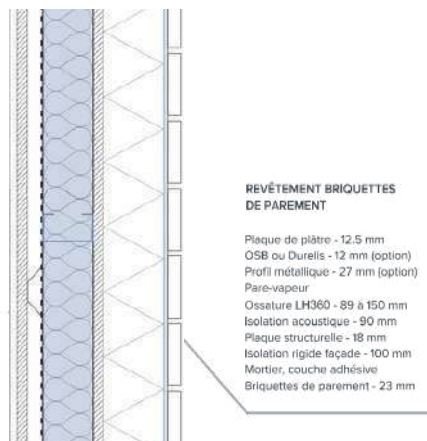 REVÊTEMENT BRIQUETTES
DE PAREMENT
Plaque de plâtre - 12.5 mm
OSB ou Durelis - 12 mm (option)
Profil métallique - 27 mm (option)
Pare-vapeur
Ossature LH360 - 89 à 150 mm
Isolation acoustique - 90 mm
Plaque structurelle - 18 mm
Isolation rigide façade - 100 mm
Mortier, couche adhésive
Briquettes de parement - 23 mm